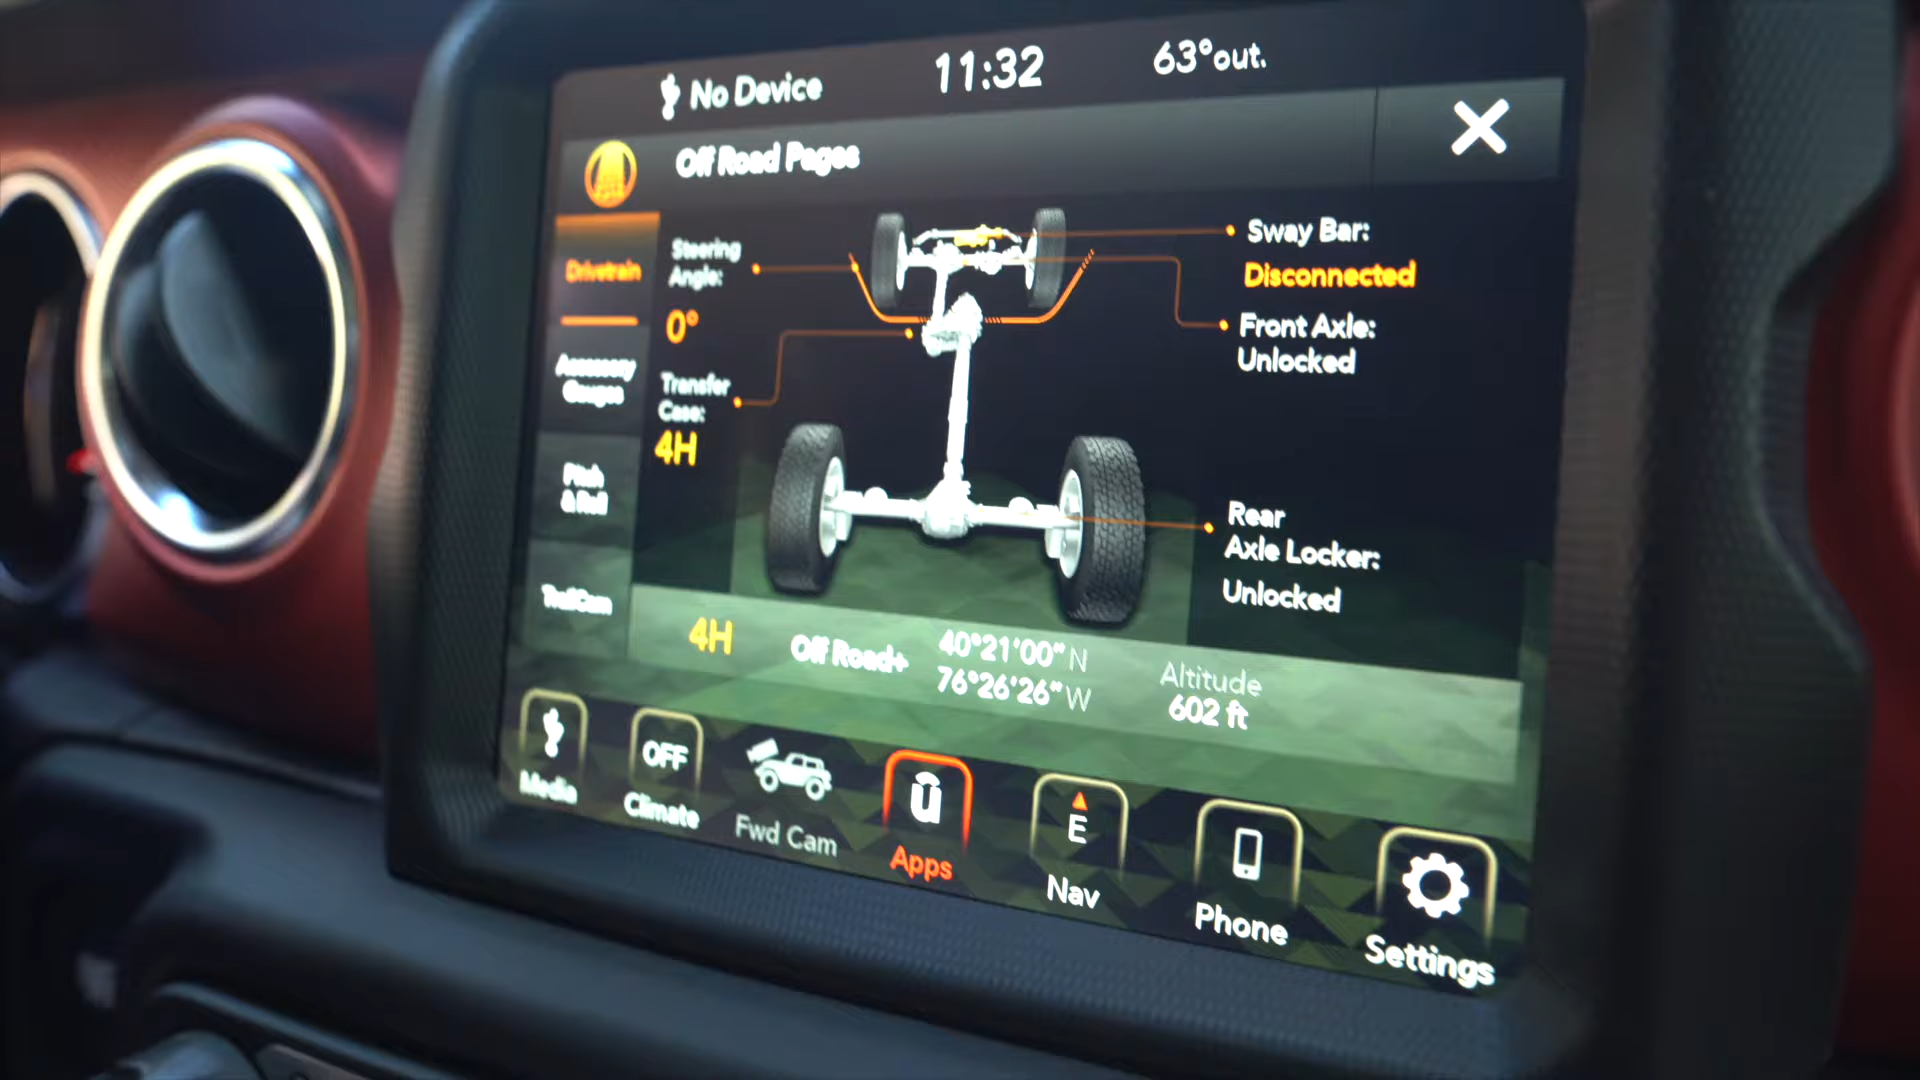 No Device
11:32
63°out.
Off Road Pages
Drivetrain
Accessory
Gauges
Pitch
& Roll
TrailCam
Steering
Angle:
0°
Transfer
Case:
4H
Sway Bar:
Disconnected
Front Axle:
Unlocked
Rear
Axle Locker:
Unlocked
4H
Off Road+
40°21'00" N
76°26'26" W
Altitude
602 ft
Media
OFF
Climate
Fwd Cam
Apps
E
Nav
Phone
Settings